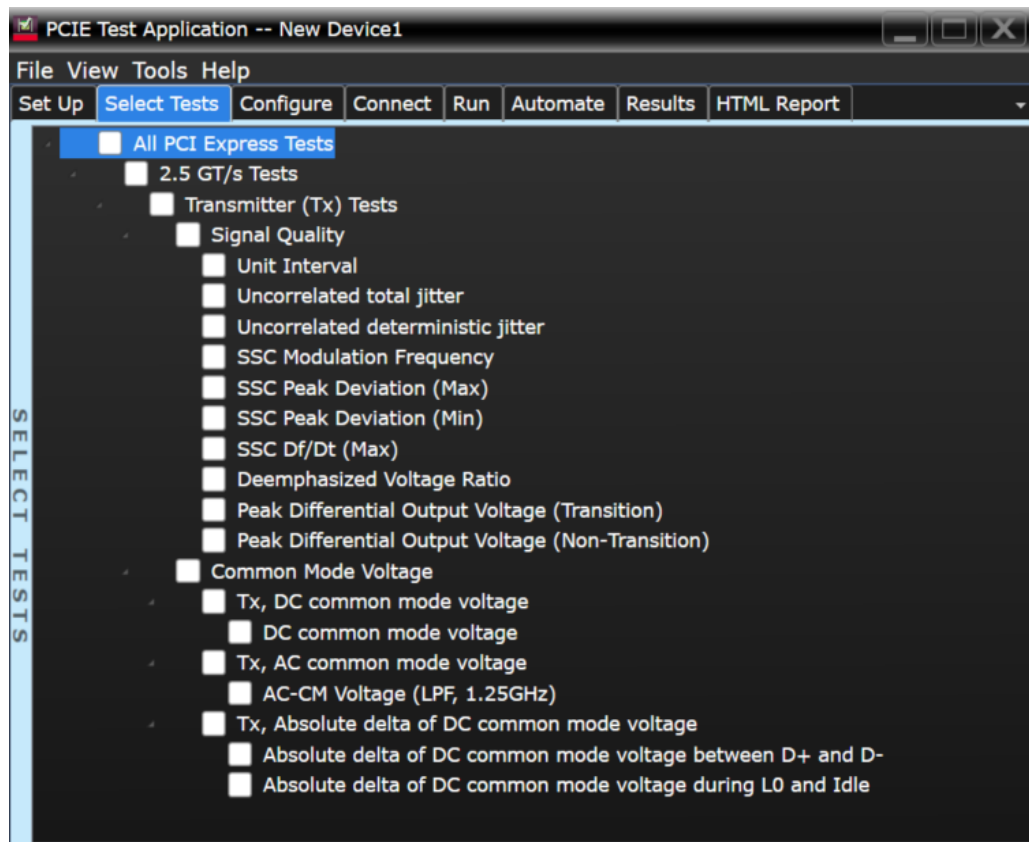 PCIE Test Application -- New Device1
File View Tools Help
Set Up Select Tests Configure Connect Run Automate Results HTML Report
All PCI Express Tests
2.5 GT/s Tests
Transmitter (Tx) Tests
Signal Quality
Unit Interval
Uncorrelated total jitter
Uncorrelated deterministic jitter
SSC Modulation Frequency
SSC Peak Deviation (Max)
SSC Peak Deviation (Min)
SSC Df/Dt (Max)
Deemphasized Voltage Ratio
Peak Differential Output Voltage (Transition)
Peak Differential Output Voltage (Non-Transition)
Common Mode Voltage
Tx, DC common mode voltage
DC common mode voltage
Tx, AC common mode voltage
AC-CM Voltage (LPF, 1.25GHz)
Tx, Absolute delta of DC common mode voltage
Absolute delta of DC common mode voltage between D+ and D-
Absolute delta of DC common mode voltage during L0 and Idle
SELECT TESTS